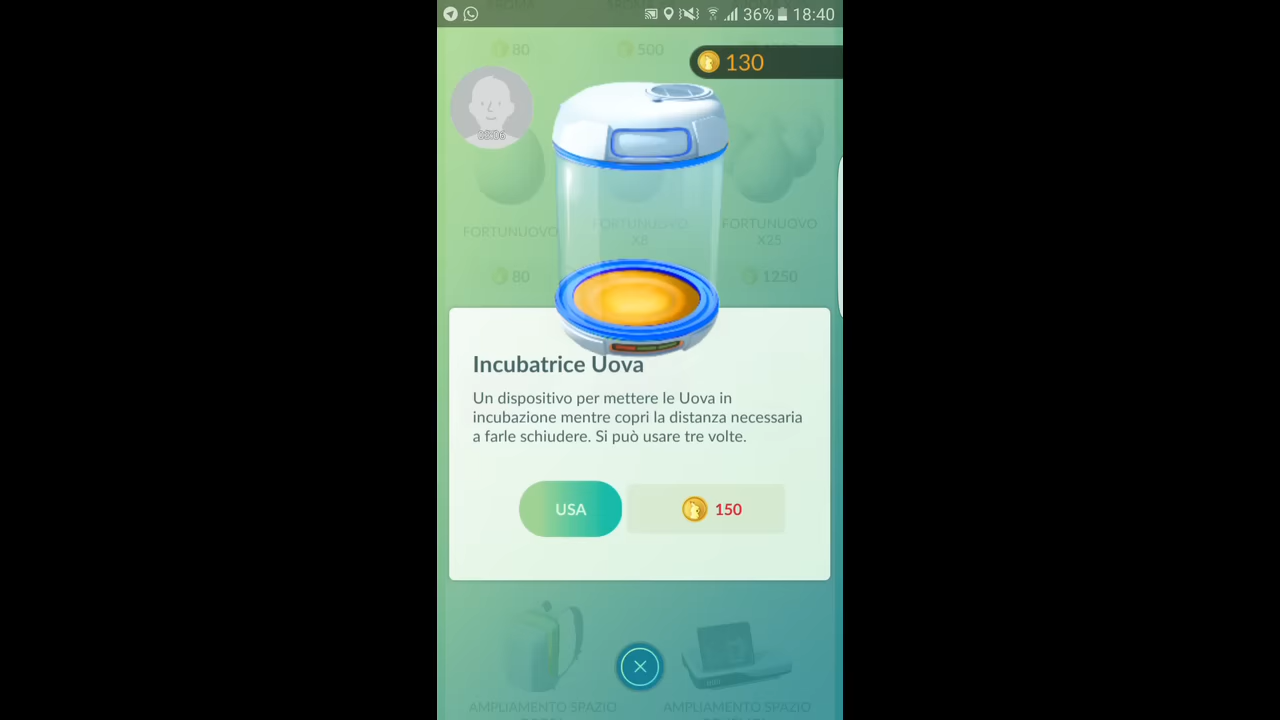 36% 18:40
80
500
130
FORTUNUOVO
FORTUNUOVO X8
FORTUNUOVO X25
80
1250
Incubatrice Uova
Un dispositivo per mettere le Uova in
incubazione mentre copri la distanza necessaria
a farle schiudere. Si può usare tre volte.
USA
150
AMPLIAMENTO SPAZIO
AMPLIAMENTO SPAZIO